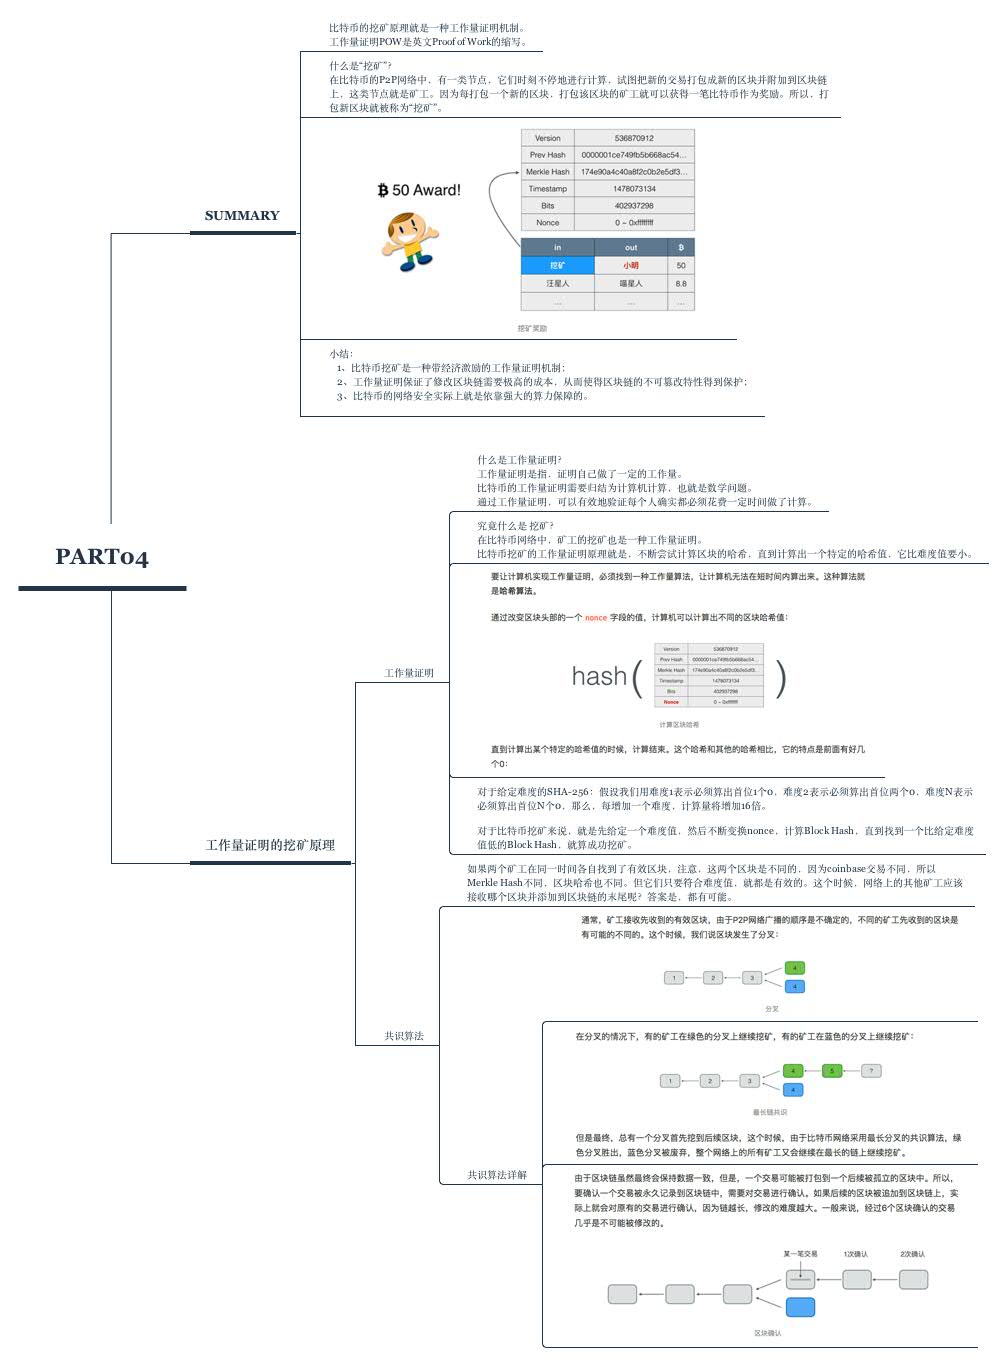 比特币的挖矿原理就是一种工作量证明机制。
工作量证明POW是英文Proof of Work的缩写。
什么是“挖矿”？
在比特币的P2P网络中，有一类节点，它们时刻不停地进行计算，试图把新的交易打包成新的区块并附加到区块链
上，这类节点就是矿工。因为每打包一个新的区块，打包该区块的矿工就可以获得一笔比特币作为奖励。所以，打
包新区块就被称为“挖矿”。
Version 536870912
Prev Hash 0000001ce749fb5b668ac54...
Merkle Hash 174e90a4c40a8f2c0b2e5df3...
Timestamp 1478073134
Bits 402937298
Nonce 0 ~ 0xffffffff
₿ 50 Award!
in out ₿
挖矿 小明 50
汪星人 喵星人 8.8
... ... ...
挖矿奖励
SUMMARY
小结：
1、比特币挖矿是一种带经济激励的工作量证明机制；
2、工作量证明保证了修改区块链需要极高的成本，从而使得区块链的不可篡改特性得到保护；
3、比特币的网络安全实际上就是依靠强大的算力保障的。
PART04
什么是工作量证明？
工作量证明是指，证明自己做了一定的工作量。
比特币的工作量证明需要归结为计算机计算，也就是数学问题。
通过工作量证明，可以有效地验证每个人确实都必须花费一定时间做了计算。
究竟什么是 挖矿？
在比特币网络中，矿工的挖矿也是一种工作量证明。
比特币挖矿的工作量证明原理就是，不断尝试计算区块的哈希，直到计算出一个特定的哈希值，它比难度值要小。
要让计算机实现工作量证明，必须找到一种工作量算法，让计算机无法在短时间内算出来。这种算法就
是哈希算法。
通过改变区块头部的一个 nonce 字段的值，计算机可以计算出不同的区块哈希值：
hash(
Version 536870912
Prev Hash 0000001ce749fb5b668ac54...
Merkle Hash 174e90a4c40a8f2c0b2e5df3...
Timestamp 1478073134
Bits 402937298
Nonce 0 ~ 0xffffffff
)
计算区块哈希
直到计算出某个特定的哈希值的时候，计算结束。这个哈希和其他的哈希相比，它的特点是前面有好几
个0：
工作量证明
对于给定难度的SHA-256：假设我们用难度1表示必须算出首位1个0，难度2表示必须算出首位两个0，难度N表示
必须算出首位N个0，那么，每增加一个难度，计算量将增加16倍。
对于比特币挖矿来说，就是先给定一个难度值，然后不断变换nonce，计算Block Hash，直到找到一个比给定难度
值低的Block Hash，就算成功挖矿。
工作量证明的挖矿原理
如果两个矿工在同一时间各自找到了有效区块，注意，这两个区块是不同的，因为coinbase交易不同，所以
Merkle Hash不同，区块哈希也不同。但它们只要符合难度值，就都是有效的。这个时候，网络上的其他矿工应该
接收哪个区块并添加到区块链的末尾呢？答案是，都有可能。
共识算法
通常，矿工接收先收到的有效区块，由于P2P网络广播的顺序是不确定的，不同的矿工先收到的区块是
有可能的不同的。这个时候，我们说区块发生了分叉：
1 2 3 4
4
分叉
在分叉的情况下，有的矿工在绿色的分叉上继续挖矿，有的矿工在蓝色的分叉上继续挖矿：
1 2 3 4 5 ?
4
最长链共识
但是最终，总有一个分叉首先挖到后续区块，这个时候，由于比特币网络采用最长分叉的共识算法，绿
色分叉胜出，蓝色分叉被废弃，整个网络上的所有矿工又会继续在最长的链上继续挖矿。
共识算法详解
由于区块链虽然最终会保持数据一致，但是，一个交易可能被打包到一个后续被孤立的区块中。所以，
要确认一个交易被永久记录到区块链中，需要对交易进行确认。如果后续的区块被追加到区块链上，实
际上就会对原有的交易进行确认，因为链越长，修改的难度越大。一般来说，经过6个区块确认的交易
几乎是不可能被修改的。
某一笔交易 1次确认 2次确认
区块确认